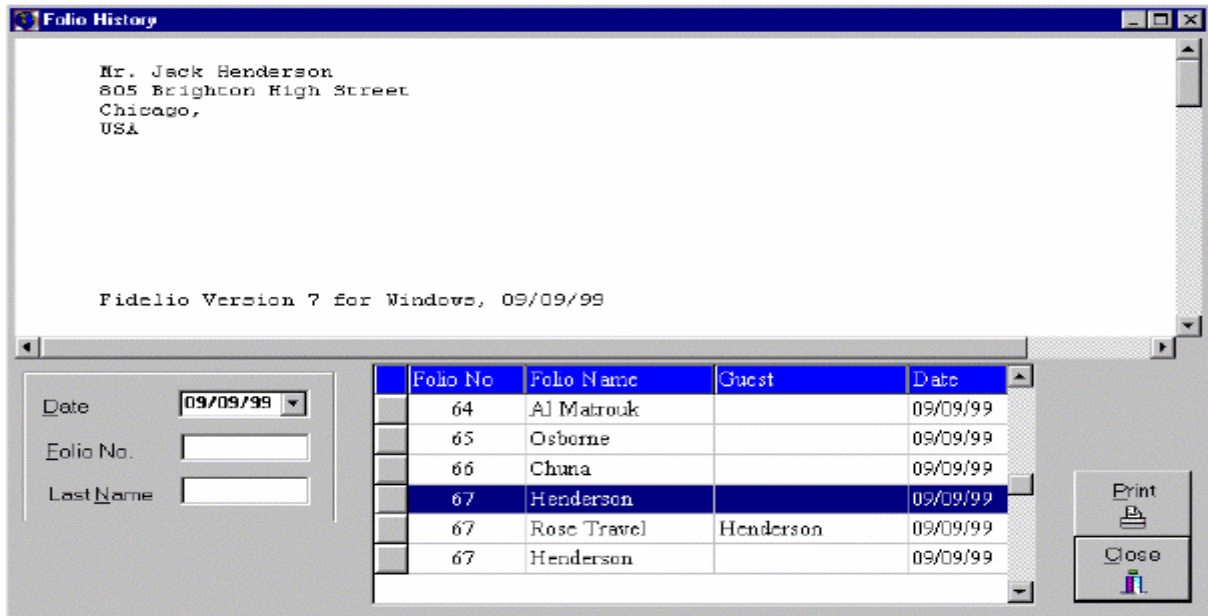 Folio History
Mr. Jack Henderson
805 Brighton High Street
Chicago,
USA
Fidelio Version 7 for Windows, 09/09/99
Date 09/09/99
Folio No.
Last Name
Folio No Folio Name Guest Date
64 Al Matrouk 09/09/99
65 Osborne 09/09/99
66 Chuna 09/09/99
67 Henderson 09/09/99
67 Rose Travel Henderson 09/09/99
67 Henderson 09/09/99
Print
Close